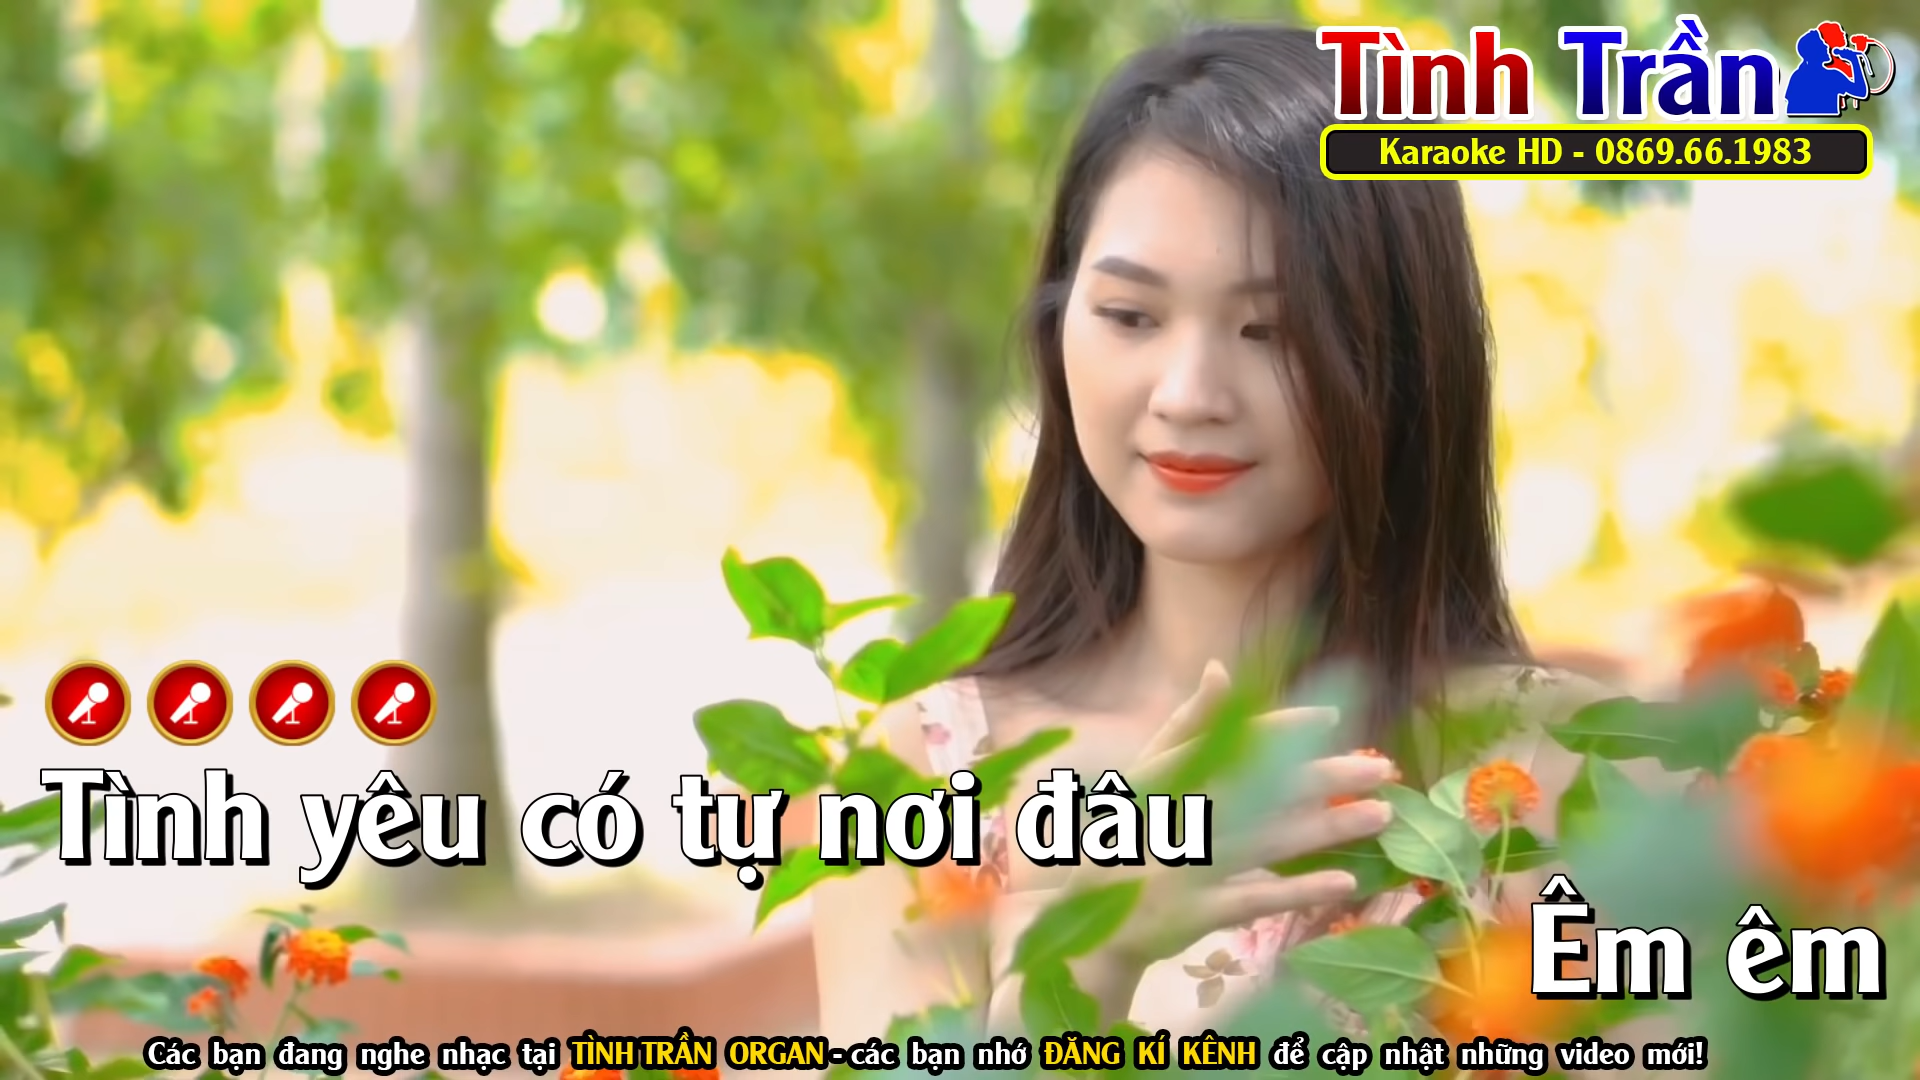 Tình Trần
Karaoke HD - 0869.66.1983
Tình yêu có tự nơi đâu
Êm êm
Các bạn đang nghe nhạc tại TÌNH TRẦN ORGAN - các bạn nhớ ĐĂNG KÍ KÊNH để cập nhật những video mới!